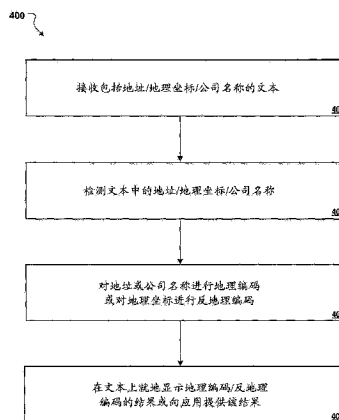 400
接收包括地址/地理坐标/公司名称的文本
检测文本中的地址/地理坐标/公司名称
对地址或公司名称进行地理编码
或对地理坐标进行反地理编码
在文本上就地显示地理编码/反地理
编码的结果或向应用提供该结果